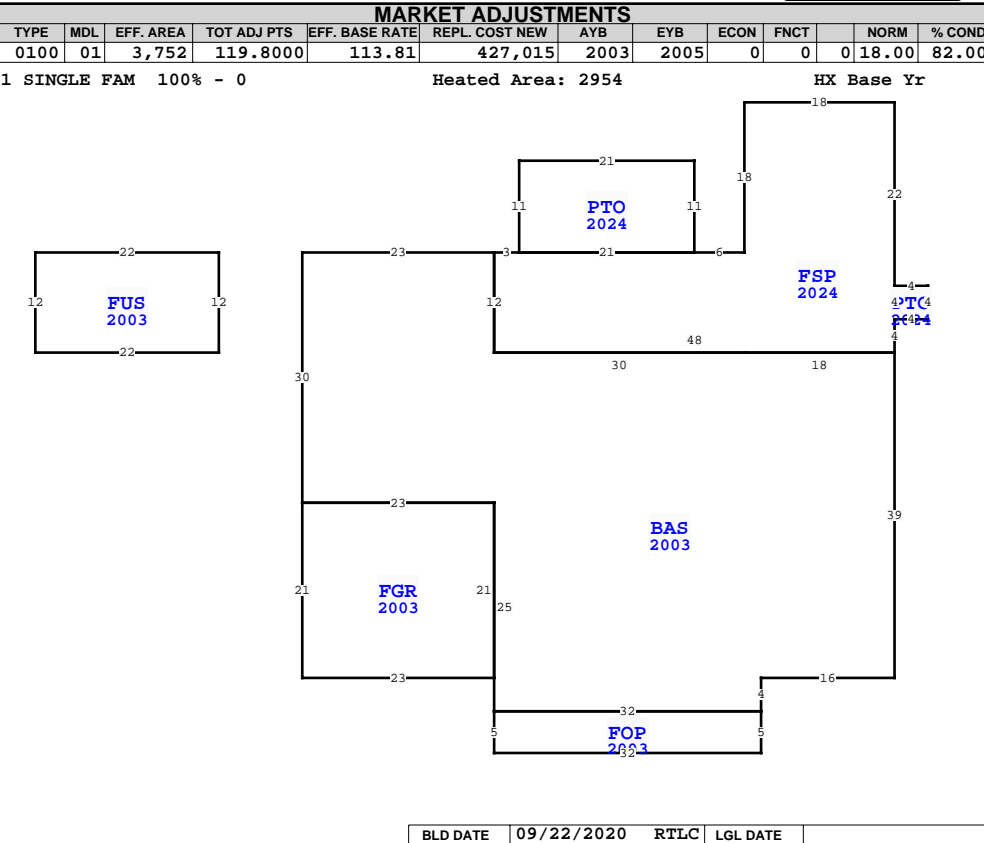 MARKET ADJUSTMENTS
TYPE MDL EFF. AREA TOT ADJ PTS EFF. BASE RATE REPL. COST NEW AYB EYB ECON FNCT NORM % COND
0100 01 3,752 119.8000 113.81 427,015 2003 2005 0 0 0 18.00 82.00
1 SINGLE FAM 100% - 0 Heated Area: 2954 HX Base Yr
18
21
18
22
11 PTO 11
2024
22 23 3 21 6
FSP
2024
4
12 FUS 12 12 4 PTO 4
2003 2024
4
4
22 48
30 18
30
23
39
BAS
2003
21 FGR 21
2003 25
23 16
4
32
5 FOP 5
2003
32
BLD DATE 09/22/2020 RTLC LGL DATE